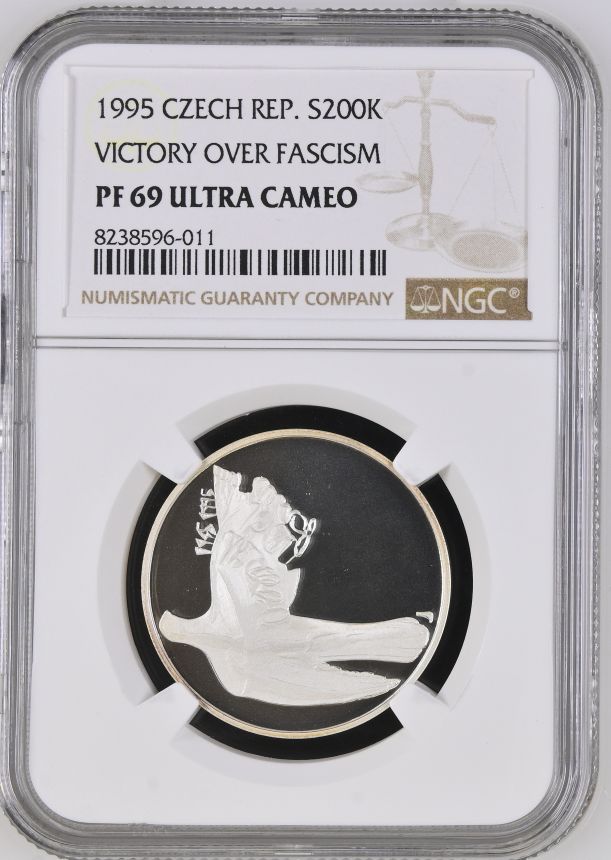 1995 CZECH REP. S200K
VICTORY OVER FASCISM
PF 69 ULTRA CAMEO
8238596-011
NUMISMATIC GUARANTY COMPANY
NGC®
1945 1995